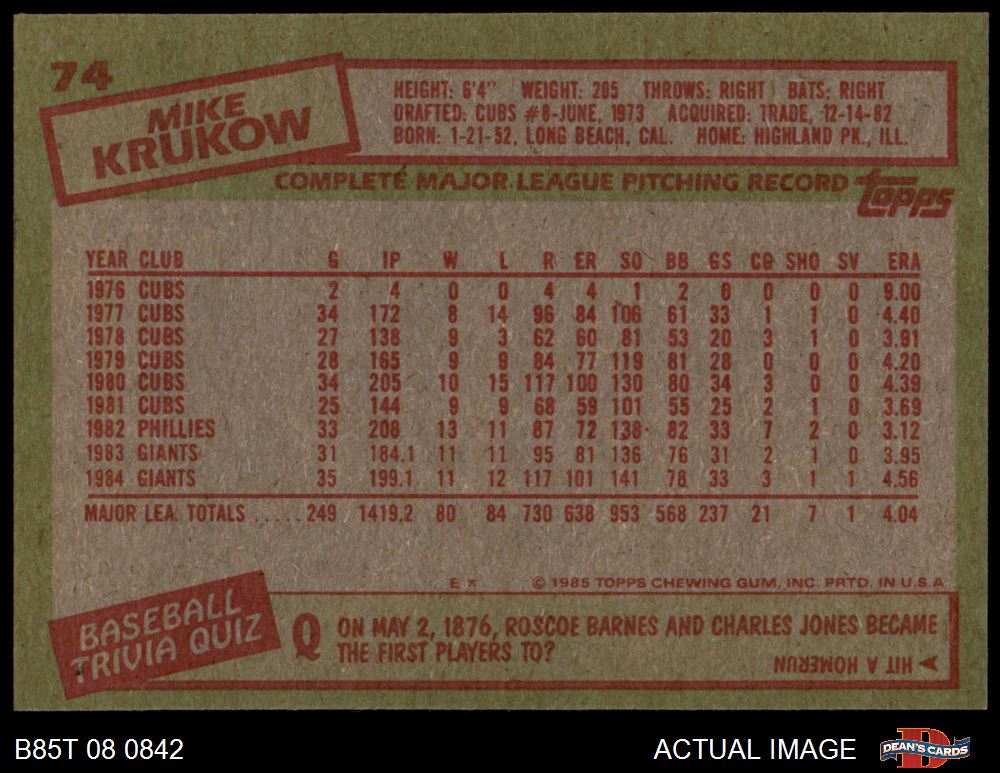 74
MIKE
KRUKOW
HEIGHT: 6'4" WEIGHT: 205 THROWS: RIGHT BATS: RIGHT
DRAFTED: CUBS #8-JUNE, 1973 ACQUIRED: TRADE, 12-14-82
BORN: 1-21-52, LONG BEACH, CAL. HOME: HIGHLAND PK., ILL.
COMPLETE MAJOR LEAGUE PITCHING RECORD topps
YEAR CLUB G IP W L R ER SO BB GS CG SHO SV ERA
1976 CUBS 2 4 0 0 4 4 1 2 0 0 0 0 9.00
1977 CUBS 34 172 8 14 96 84 106 61 33 1 1 0 4.40
1978 CUBS 27 138 9 3 62 60 81 53 20 3 1 0 3.91
1979 CUBS 28 165 9 9 84 77 119 81 28 0 0 0 4.20
1980 CUBS 34 205 10 15 117 100 130 80 34 3 0 0 4.39
1981 CUBS 25 144 9 9 68 59 101 55 25 2 1 0 3.69
1982 PHILLIES 33 208 13 11 87 72 138 82 33 7 2 0 3.12
1983 GIANTS 31 184.1 11 11 95 81 136 76 31 2 1 0 3.95
1984 GIANTS 35 199.1 11 12 117 101 141 78 33 3 1 1 4.56
MAJOR LEA. TOTALS ..... 249 1419.2 80 84 730 638 953 568 237 21 7 1 4.04
E * © 1985 TOPPS CHEWING GUM, INC. PRTD. IN U.S.A.
BASEBALL
TRIVIA QUIZ
Q ON MAY 2, 1876, ROSCOE BARNES AND CHARLES JONES BECAME
THE FIRST PLAYERS TO?
HIT A HOMERUN
B85T 08 0842 ACTUAL IMAGE DEAN'S CARDS